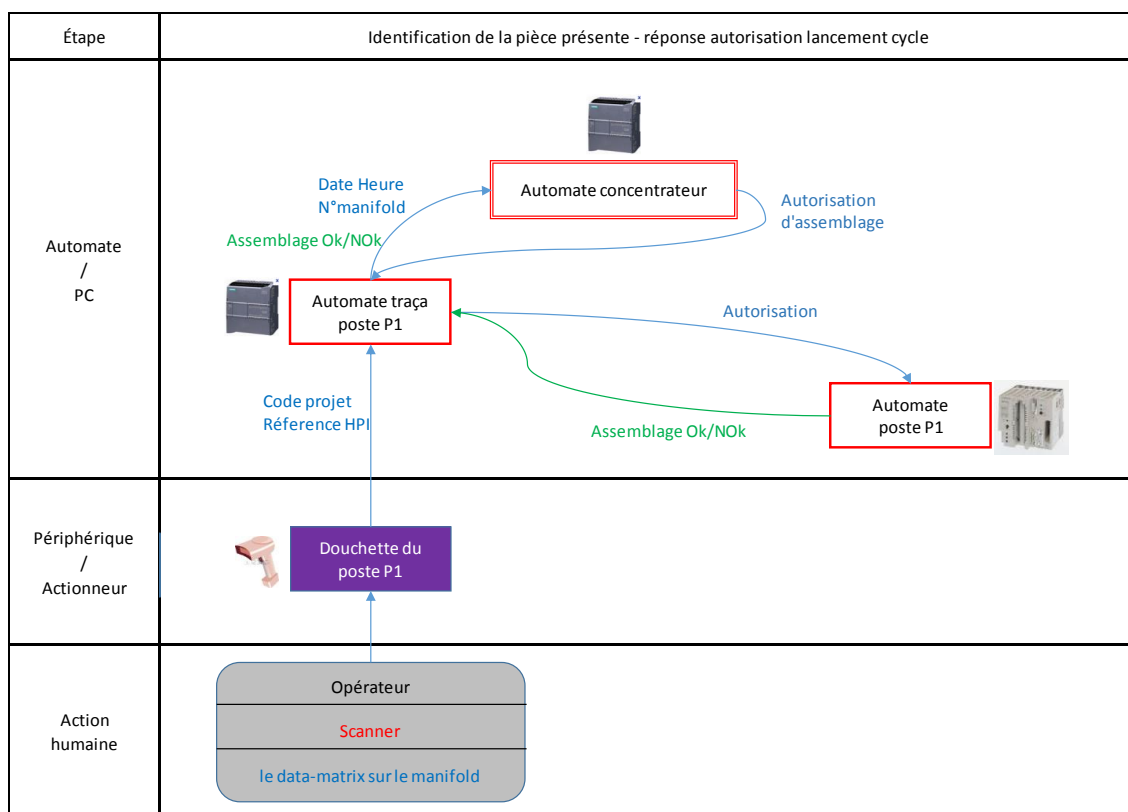 Étape
Identification de la pièce présente - réponse autorisation lancement cycle
Automate
/
PC
Automate concentrateur
Date Heure
N°manifold
Autorisation
d'assemblage
Assemblage Ok/NOk
Automate traça
poste P1
Autorisation
Code projet
Réference HPI
Automate
poste P1
Assemblage Ok/NOk
Périphérique
/
Actionneur
Douchette du
poste P1
Action
humaine
Opérateur
Scanner
le data-matrix sur le manifold